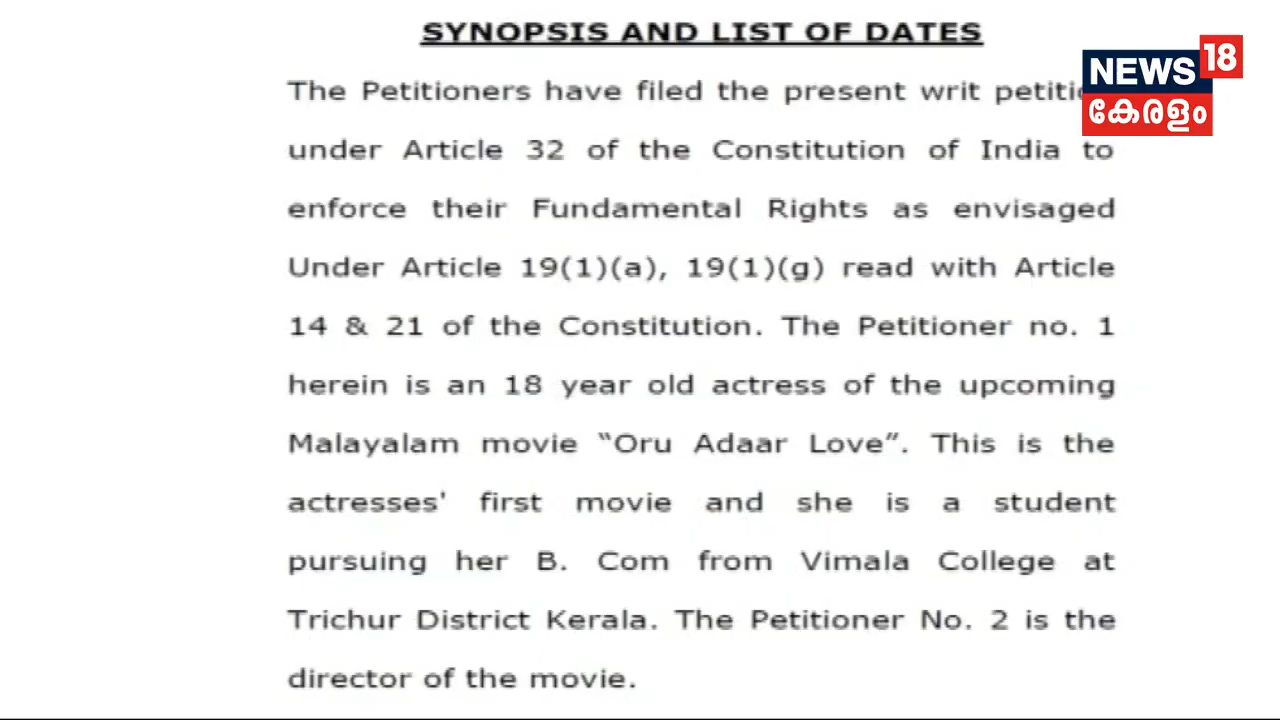 SYNOPSIS AND LIST OF DATES
NEWS 18
കേരളം
The Petitioners have filed the present writ petitio
under Article 32 of the Constitution of India to
enforce their Fundamental Rights as envisaged
Under Article 19(1)(a), 19(1)(g) read with Article
14 & 21 of the Constitution. The Petitioner no. 1
herein is an 18 year old actress of the upcoming
Malayalam movie “Oru Adaar Love”. This is the
actresses' first movie and she is a student
pursuing her B. Com from Vimala College at
Trichur District Kerala. The Petitioner No. 2 is the
director of the movie.